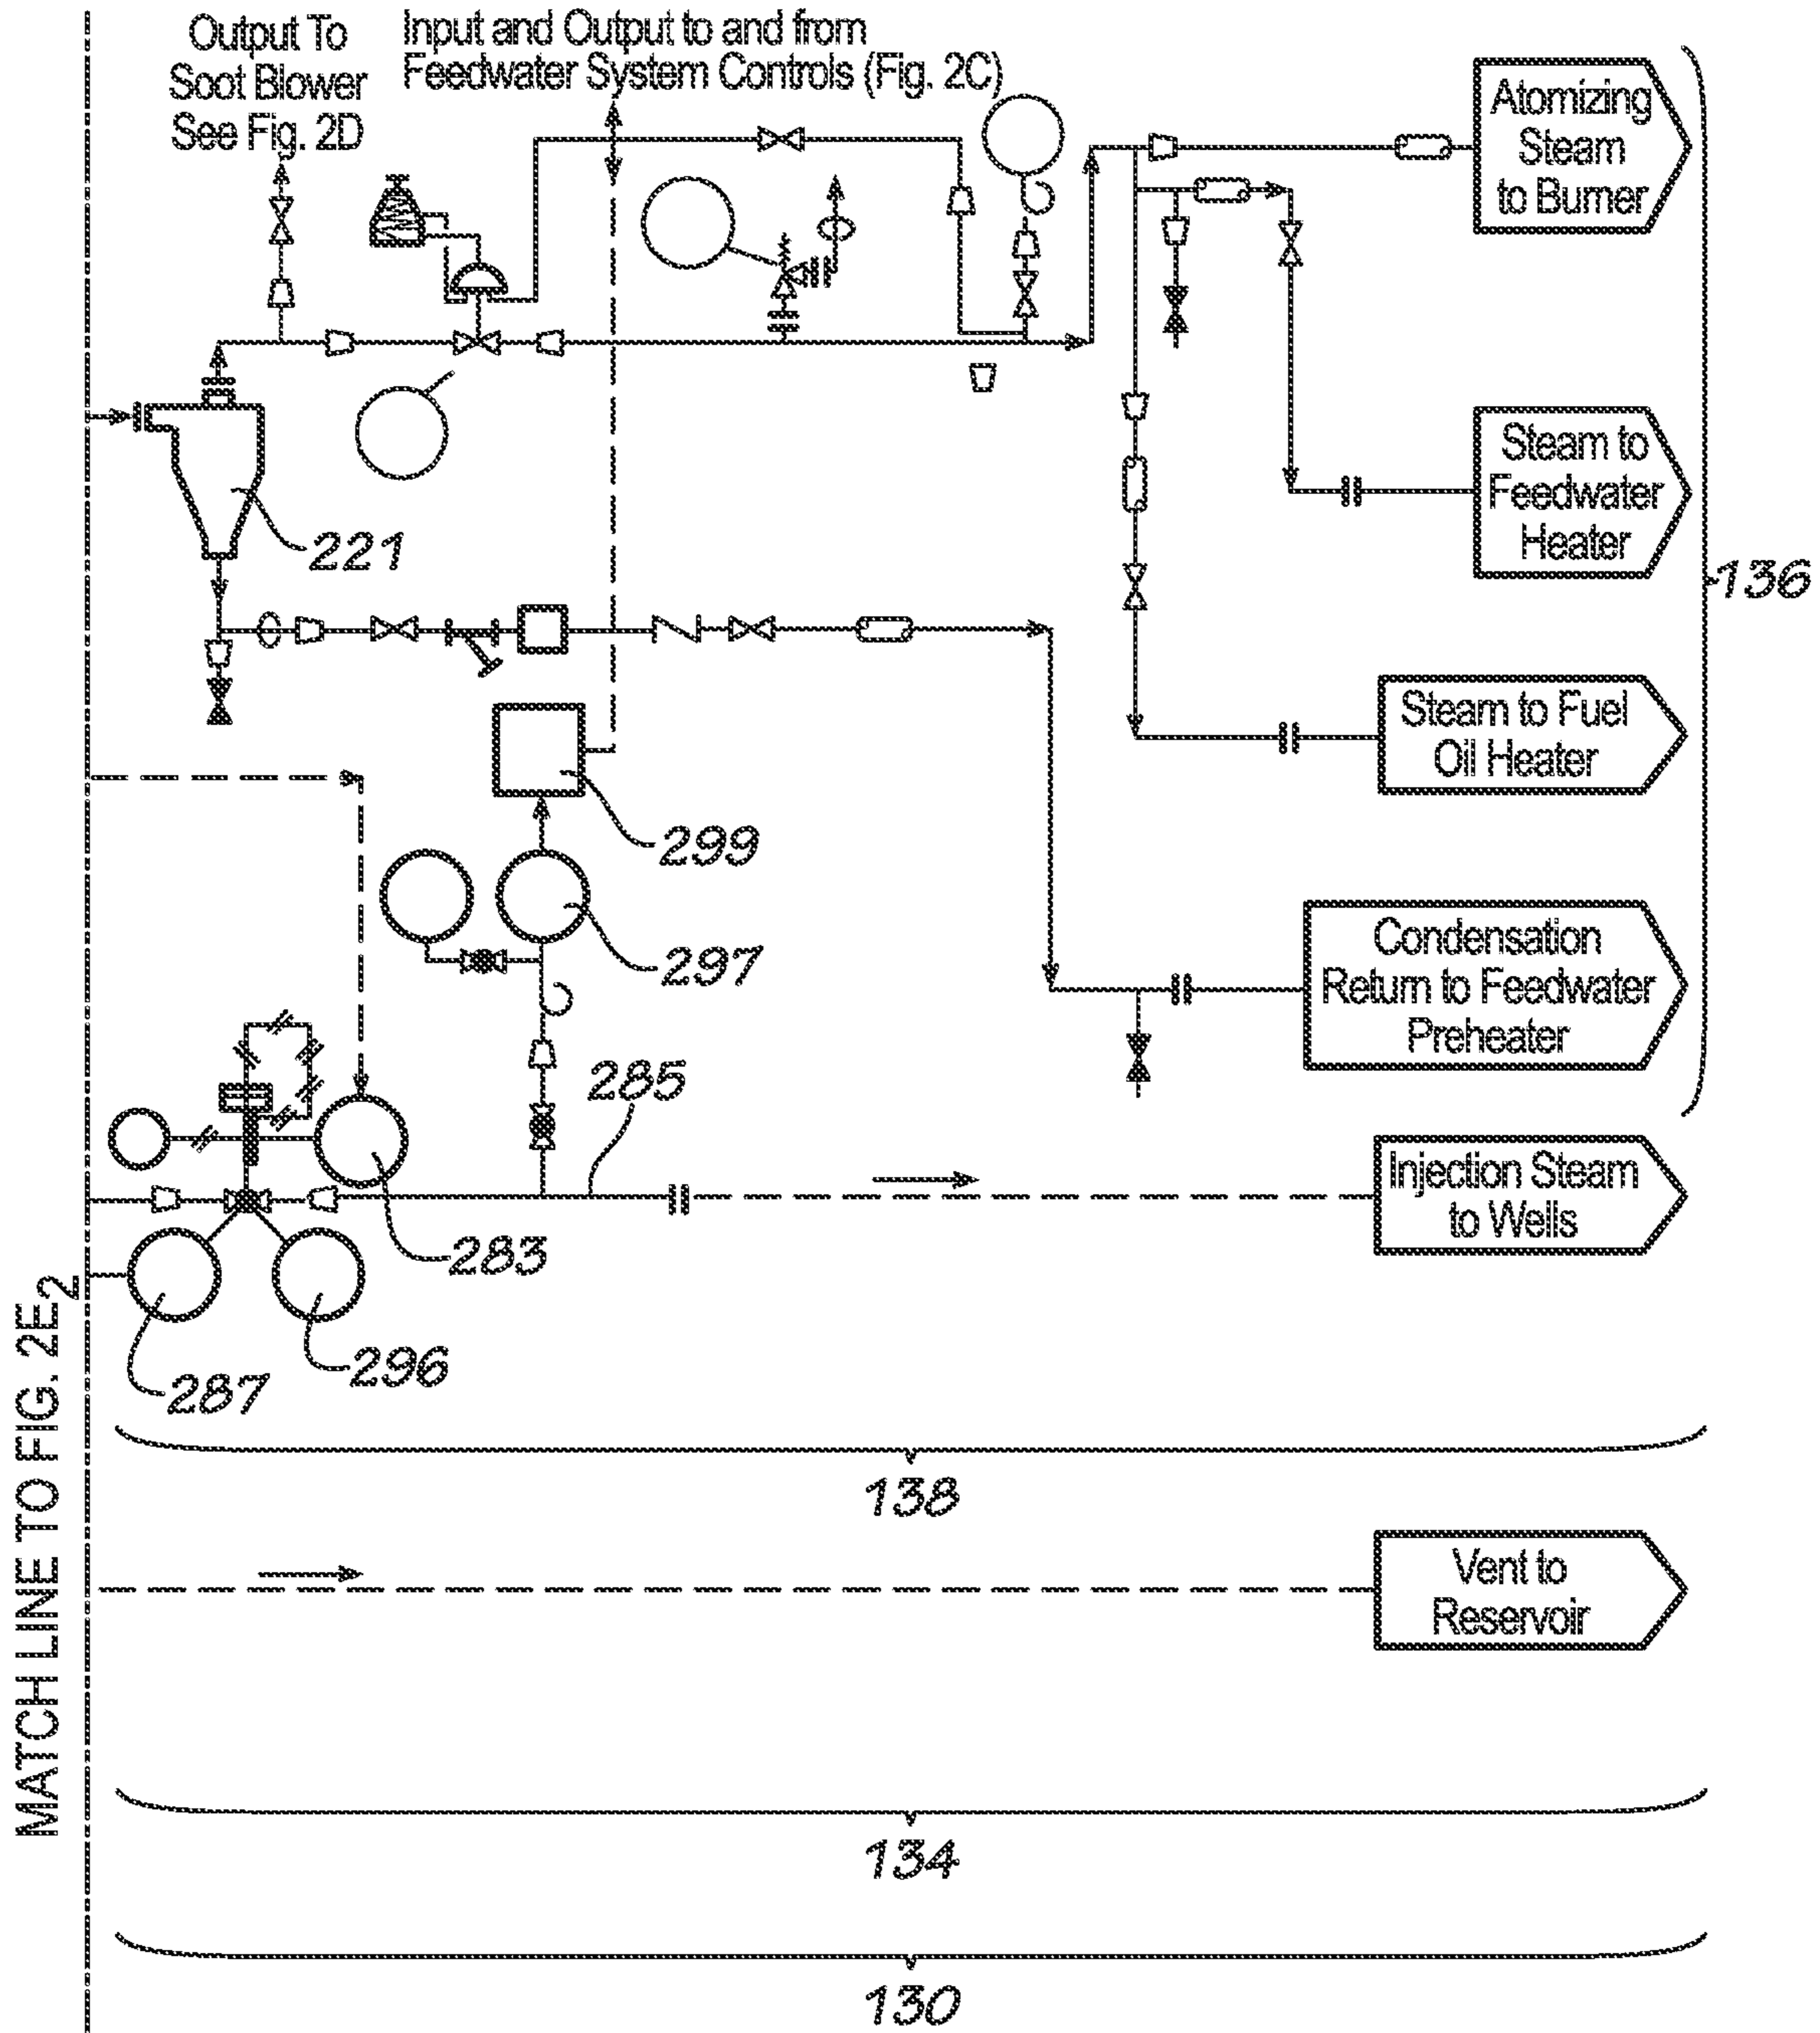 Output To
Soot Blower
See Fig. 2D
Input and Output to and from
Feedwater System Controls (Fig. 2C)
Atomizing
Steam
to Burner
Steam to
Feedwater
Heater
136
221
Steam to Fuel
Oil Heater
299
297
Condensation
Return to Feedwater
Preheater
285
Injection Steam
to Wells
283
287
296
MATCH LINE TO FIG. 2E2
138
Vent to
Reservoir
134
130